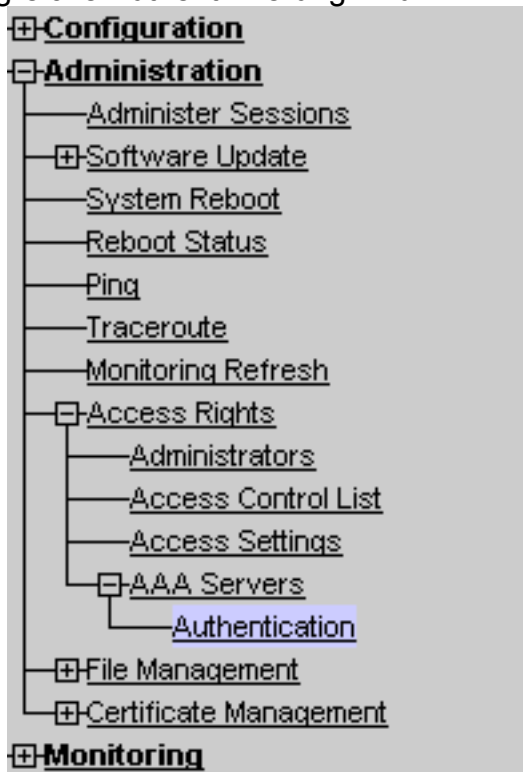 Configuration
Administration
Administer Sessions
Software Update
System Reboot
Reboot Status
Ping
Traceroute
Monitoring Refresh
Access Rights
Administrators
Access Control List
Access Settings
AAA Servers
Authentication
File Management
Certificate Management
Monitoring